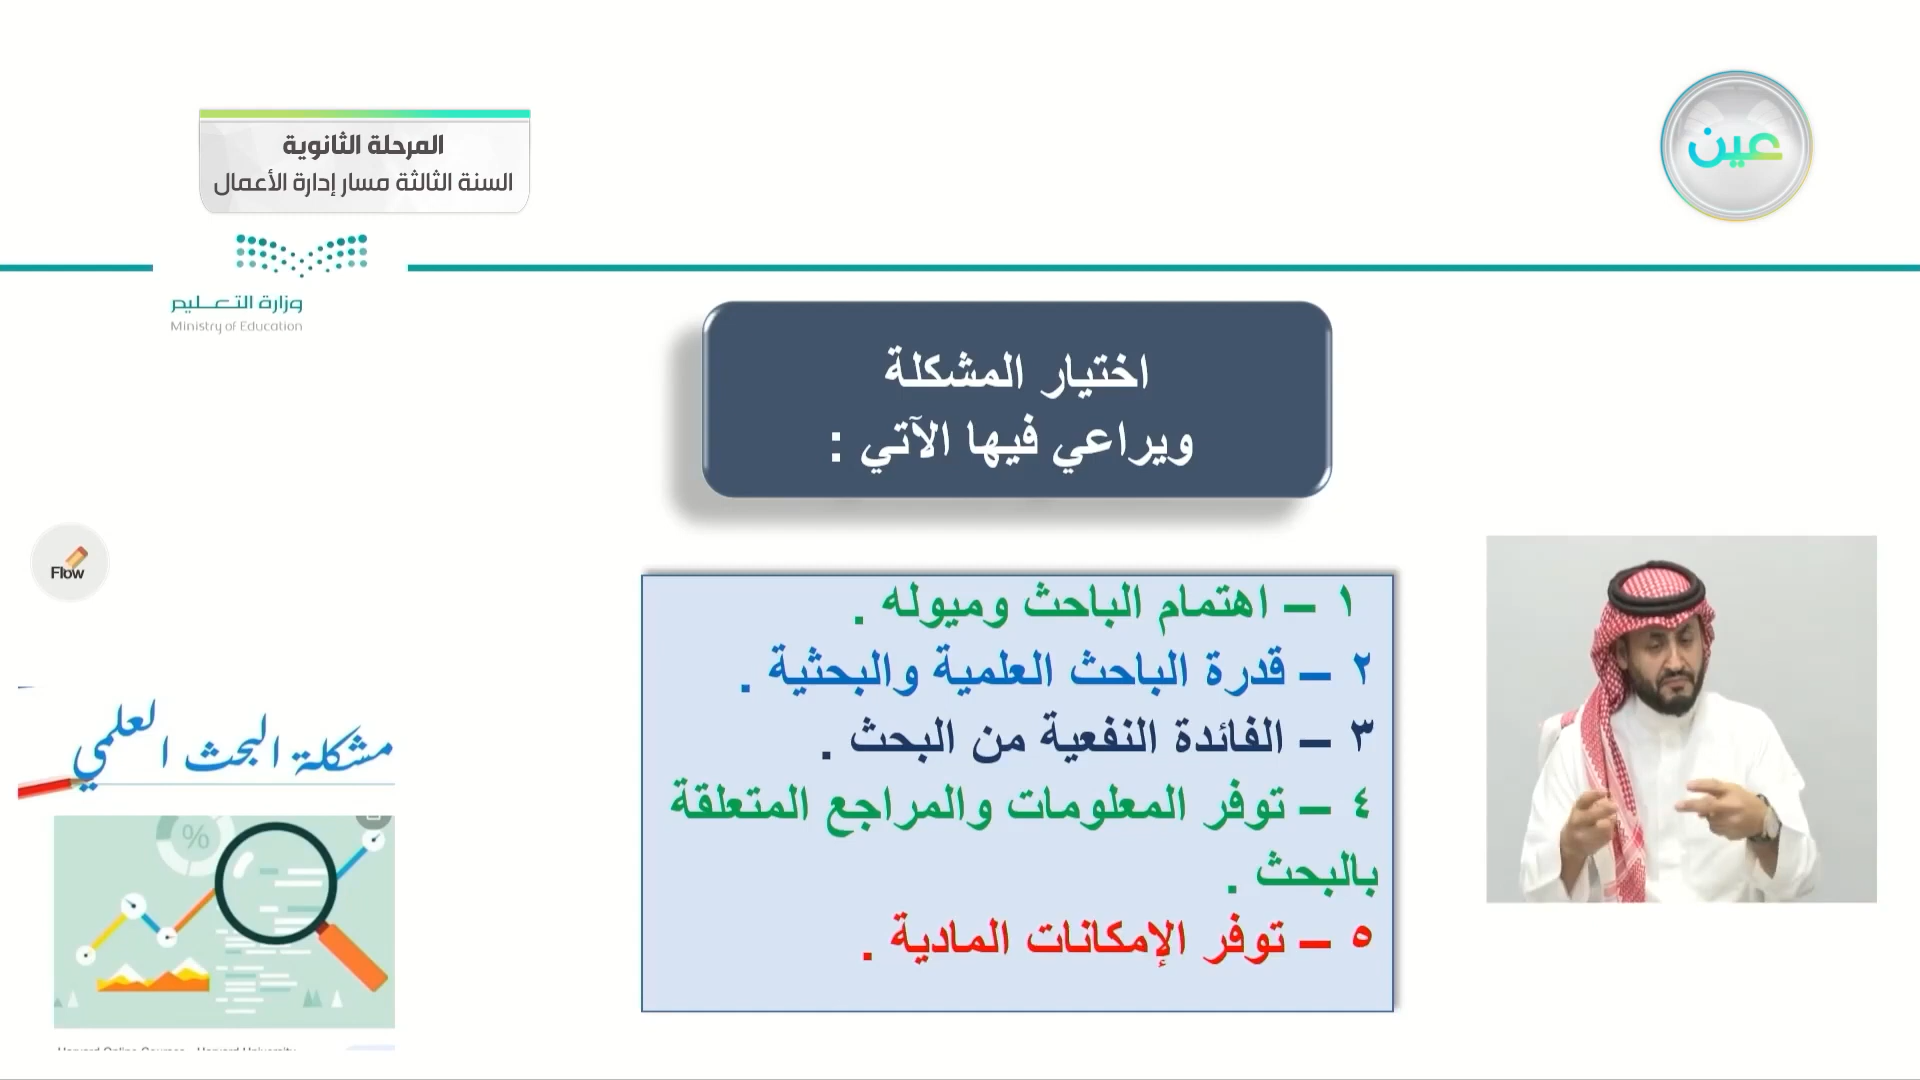 المرحلة الثانوية
السنة الثالثة مسار إدارة الأعمال
عين
وزارة التعليم
Ministry of Education
اختيار المشكلة
ويراعي فيها الآتي :
١ – اهتمام الباحث وميوله .
٢ – قدرة الباحث العلمية والبحثية .
٣ – الفائدة النفعية من البحث .
٤ – توفر المعلومات والمراجع المتعلقة
بالبحث .
٥ – توفر الإمكانات المادية .
Flow
مشكلة البحث العلمي
%